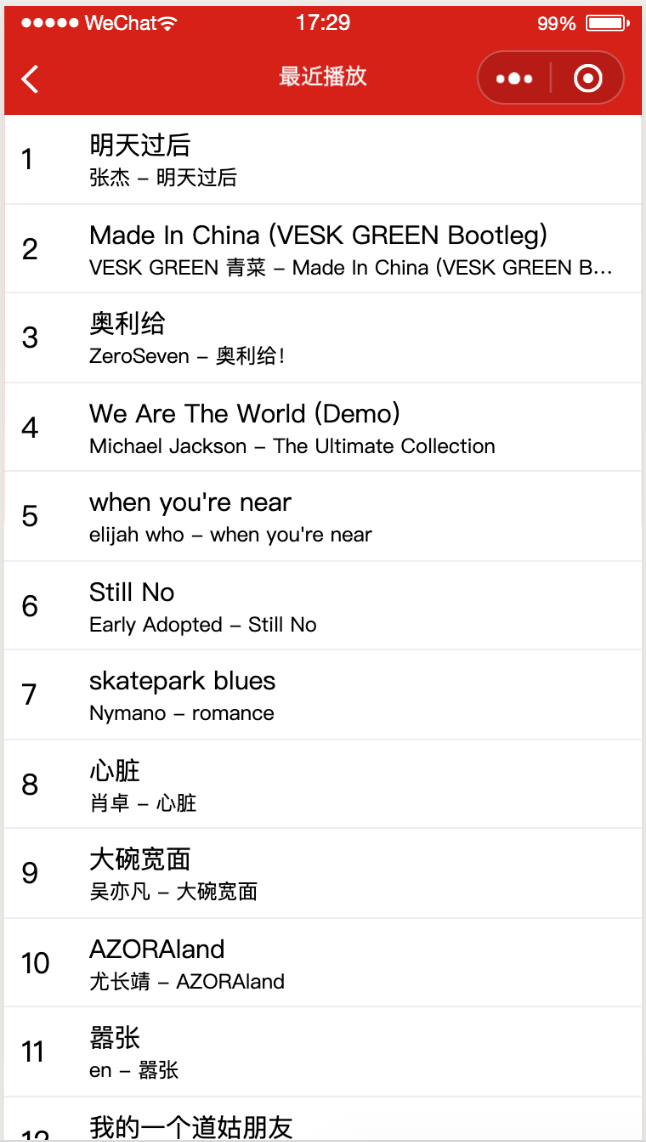 WeChat 17:29 99%
最近播放
1 明天过后
张杰 – 明天过后
2 Made In China (VESK GREEN Bootleg)
VESK GREEN 青菜 – Made In China (VESK GREEN B...
3 奥利给
ZeroSeven – 奥利给!
4 We Are The World (Demo)
Michael Jackson – The Ultimate Collection
5 when you're near
elijah who – when you're near
6 Still No
Early Adopted – Still No
7 skatepark blues
Nymano – romance
8 心脏
肖卓 – 心脏
9 大碗宽面
吴亦凡 – 大碗宽面
10 AZORAland
尤长靖 – AZORAland
11 嚣张
en – 嚣张
12 我的一个道姑朋友